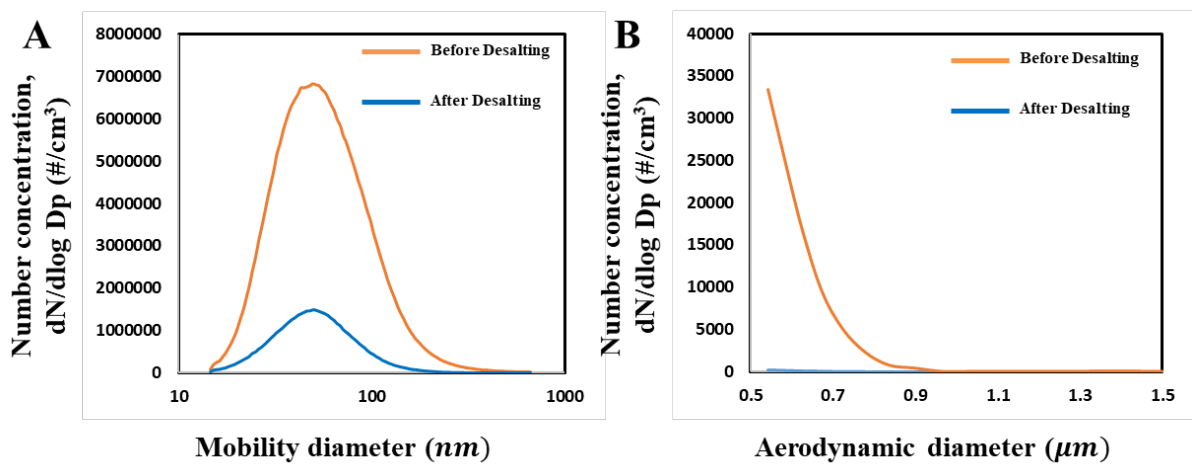 A
Number concentration,
dN/dlog Dp (#/cm³)
8000000
7000000
6000000
5000000
4000000
3000000
2000000
1000000
0
Before Desalting
After Desalting
10
100
1000
Mobility diameter (nm)
B
Number concentration,
dN/dlog Dp (#/cm³)
40000
35000
30000
25000
20000
15000
10000
5000
0
Before Desalting
After Desalting
0.5
0.7
0.9
1.1
1.3
1.5
Aerodynamic diameter (μm)